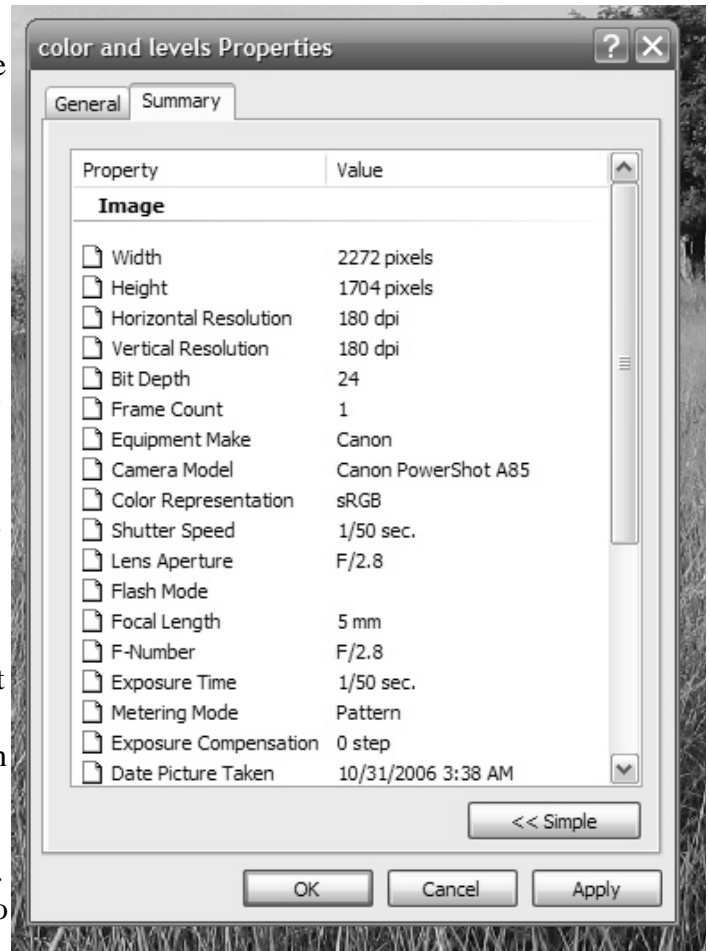 color and levels Properties
General Summary
Property Value
Image
Width 2272 pixels
Height 1704 pixels
Horizontal Resolution 180 dpi
Vertical Resolution 180 dpi
Bit Depth 24
Frame Count 1
Equipment Make Canon
Camera Model Canon PowerShot A85
Color Representation sRGB
Shutter Speed 1/50 sec.
Lens Aperture F/2.8
Flash Mode
Focal Length 5 mm
F-Number F/2.8
Exposure Time 1/50 sec.
Metering Mode Pattern
Exposure Compensation 0 step
Date Picture Taken 10/31/2006 3:38 AM
<< Simple
OK Cancel Apply